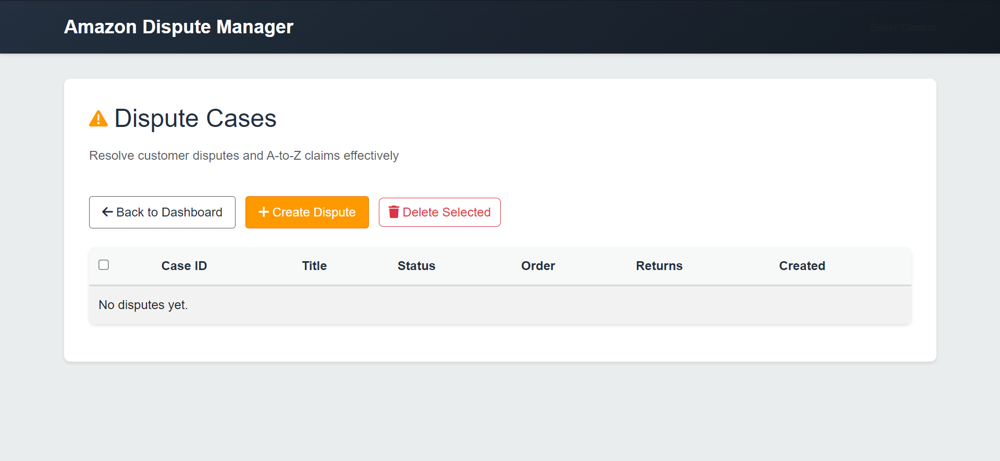 Amazon Dispute Manager
Seller Central
Dispute Cases
Resolve customer disputes and A-to-Z claims effectively
Back to Dashboard
Create Dispute
Delete Selected
Case ID Title Status Order Returns Created
No disputes yet.